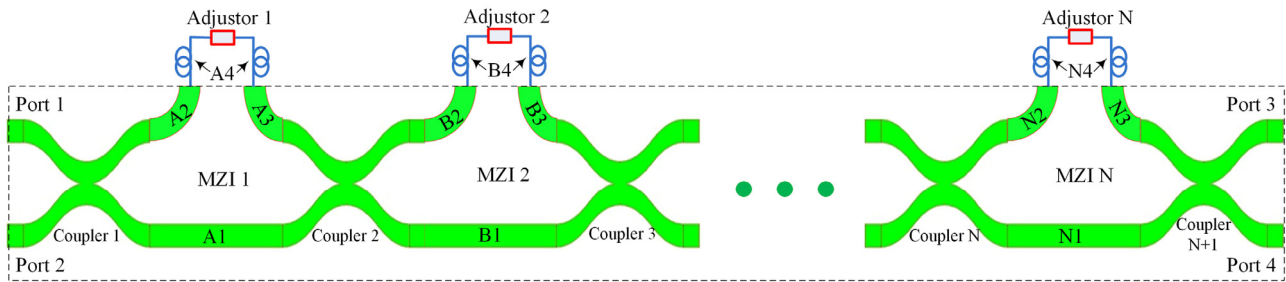 Adjustor 1
Adjustor 2
Adjustor N
A4
B4
N4
Port 1
A2
A3
B2
B3
N2
N3
Port 3
MZI 1
MZI 2
MZI N
Coupler 1
A1
Coupler 2
B1
Coupler 3
Coupler N
N1
Coupler
N+1
Port 2
Port 4